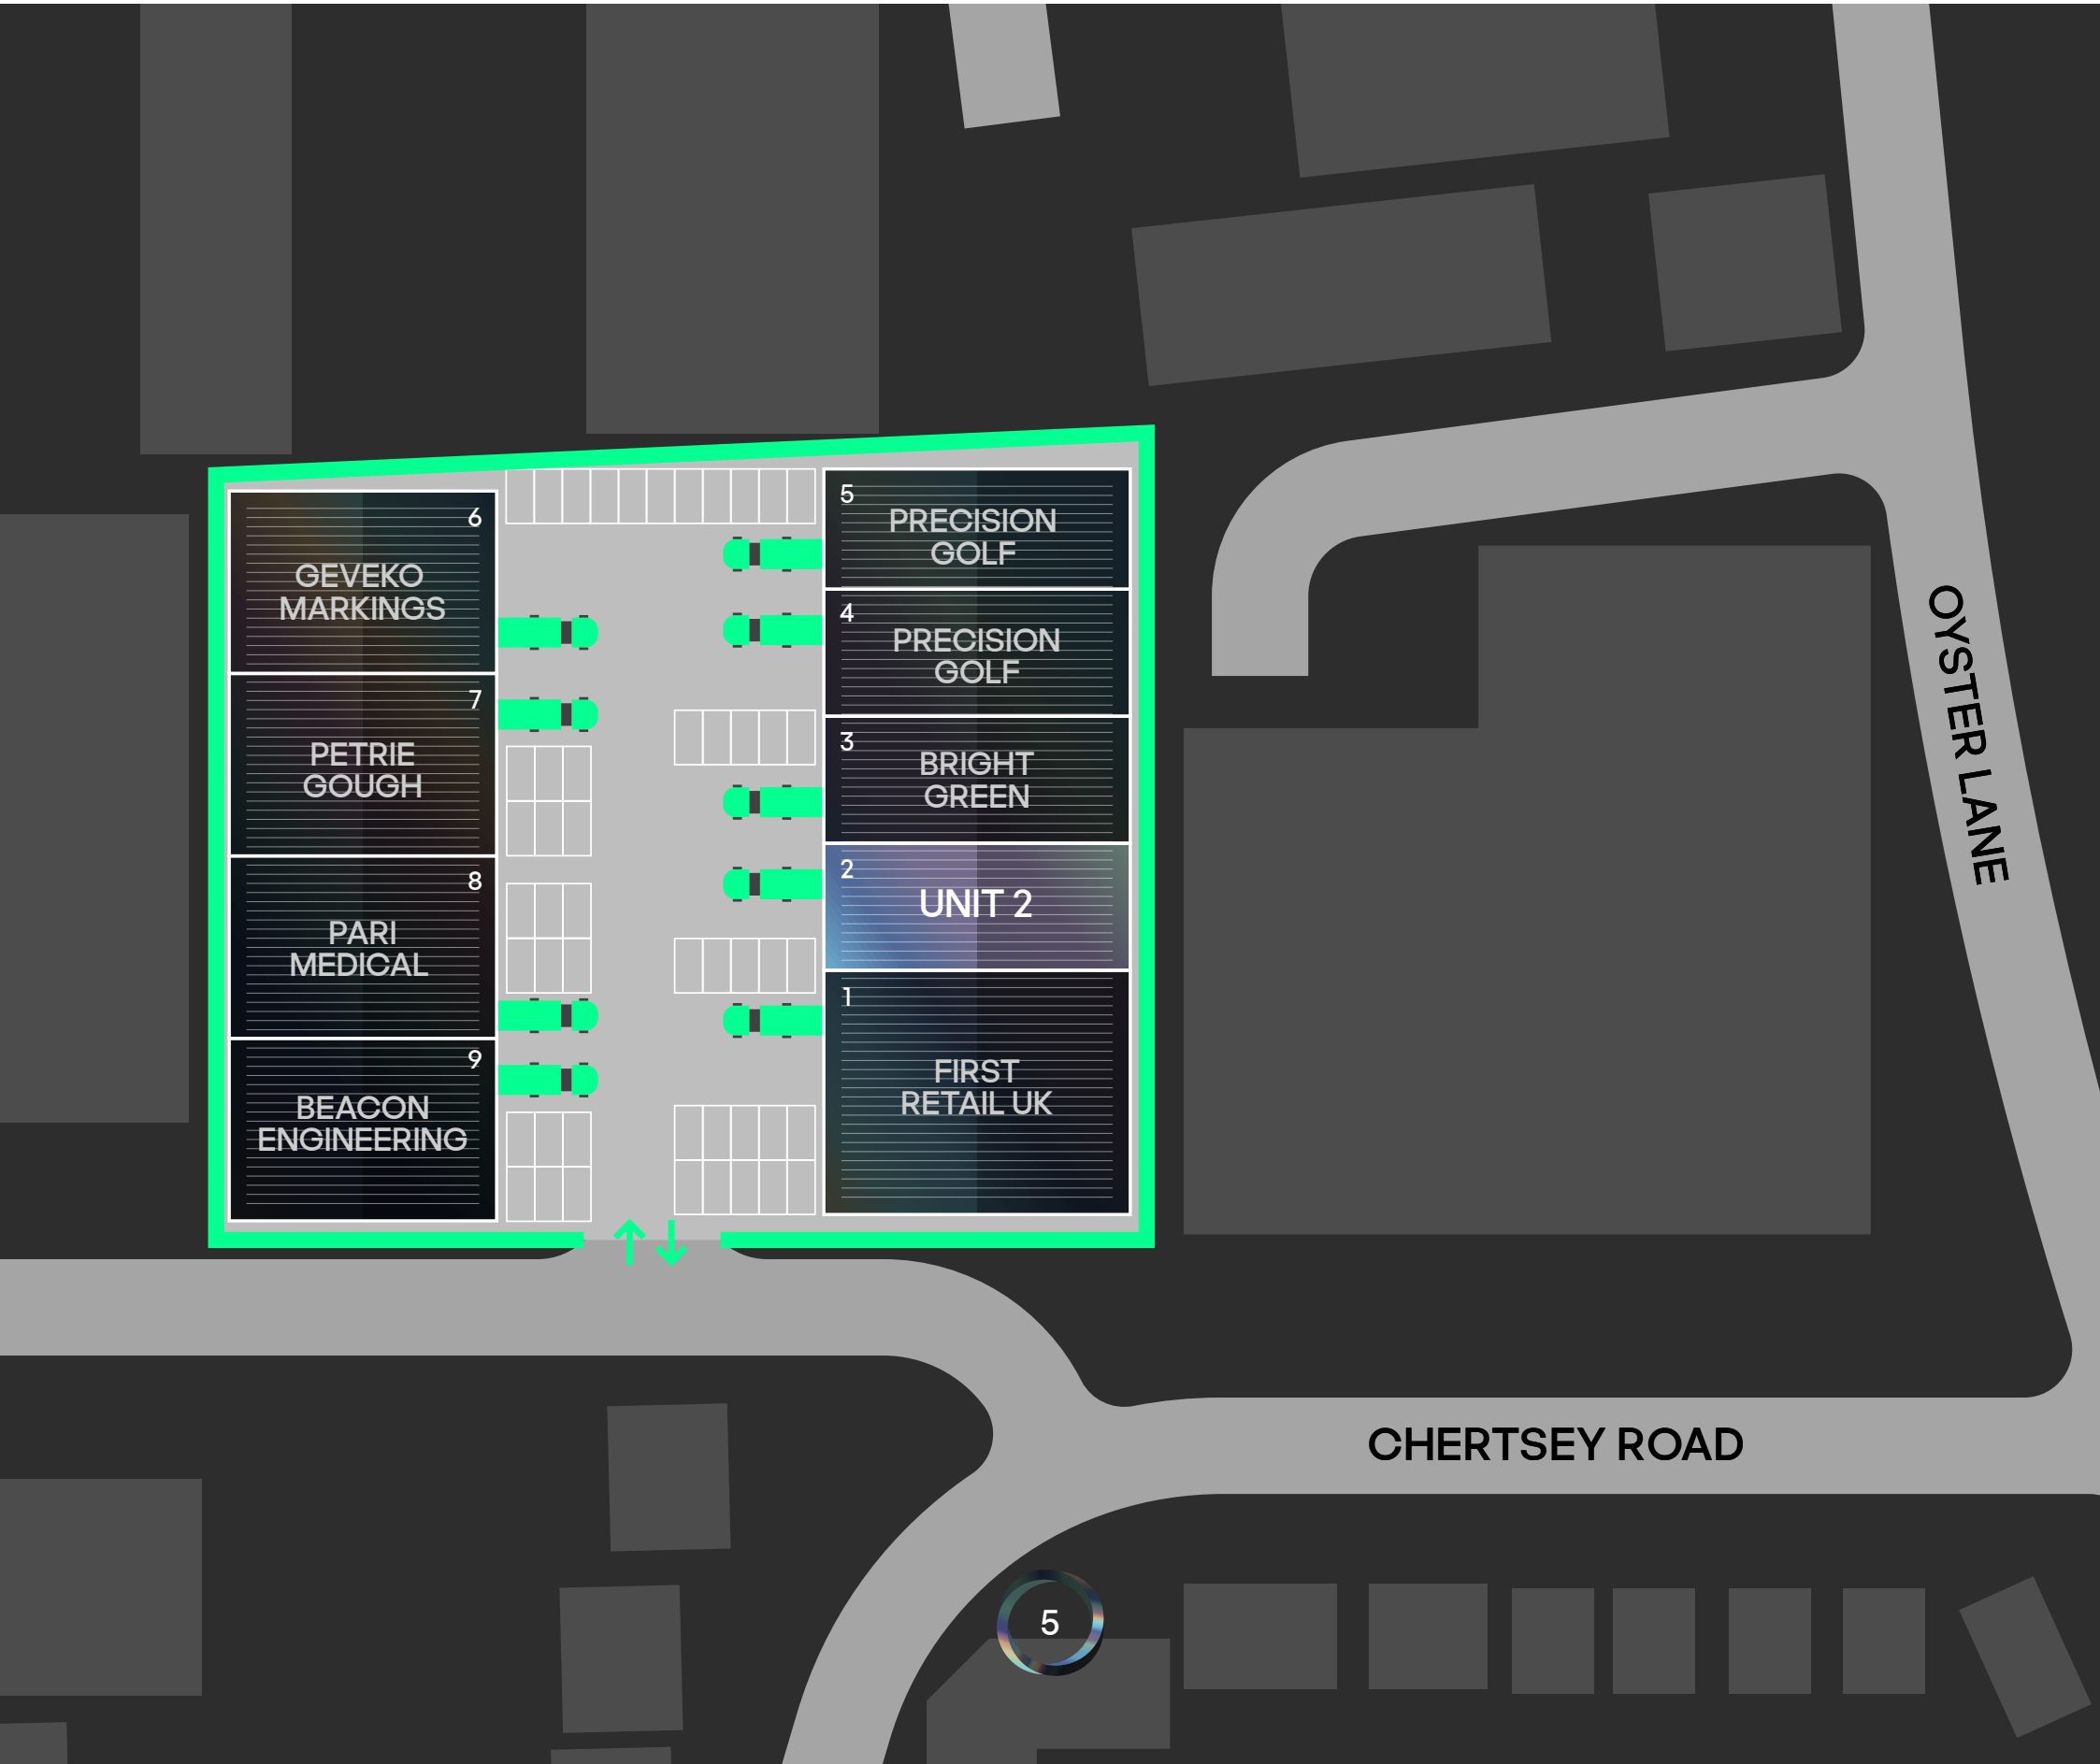 6
GEVEKO
MARKINGS
7
PETRIE
GOUGH
8
PARI
MEDICAL
9
BEACON
ENGINEERING
5
PRECISION
GOLF
4
PRECISION
GOLF
3
BRIGHT
GREEN
2
UNIT 2
1
FIRST
RETAIL UK
OYSTER LANE
CHERTSEY ROAD
5